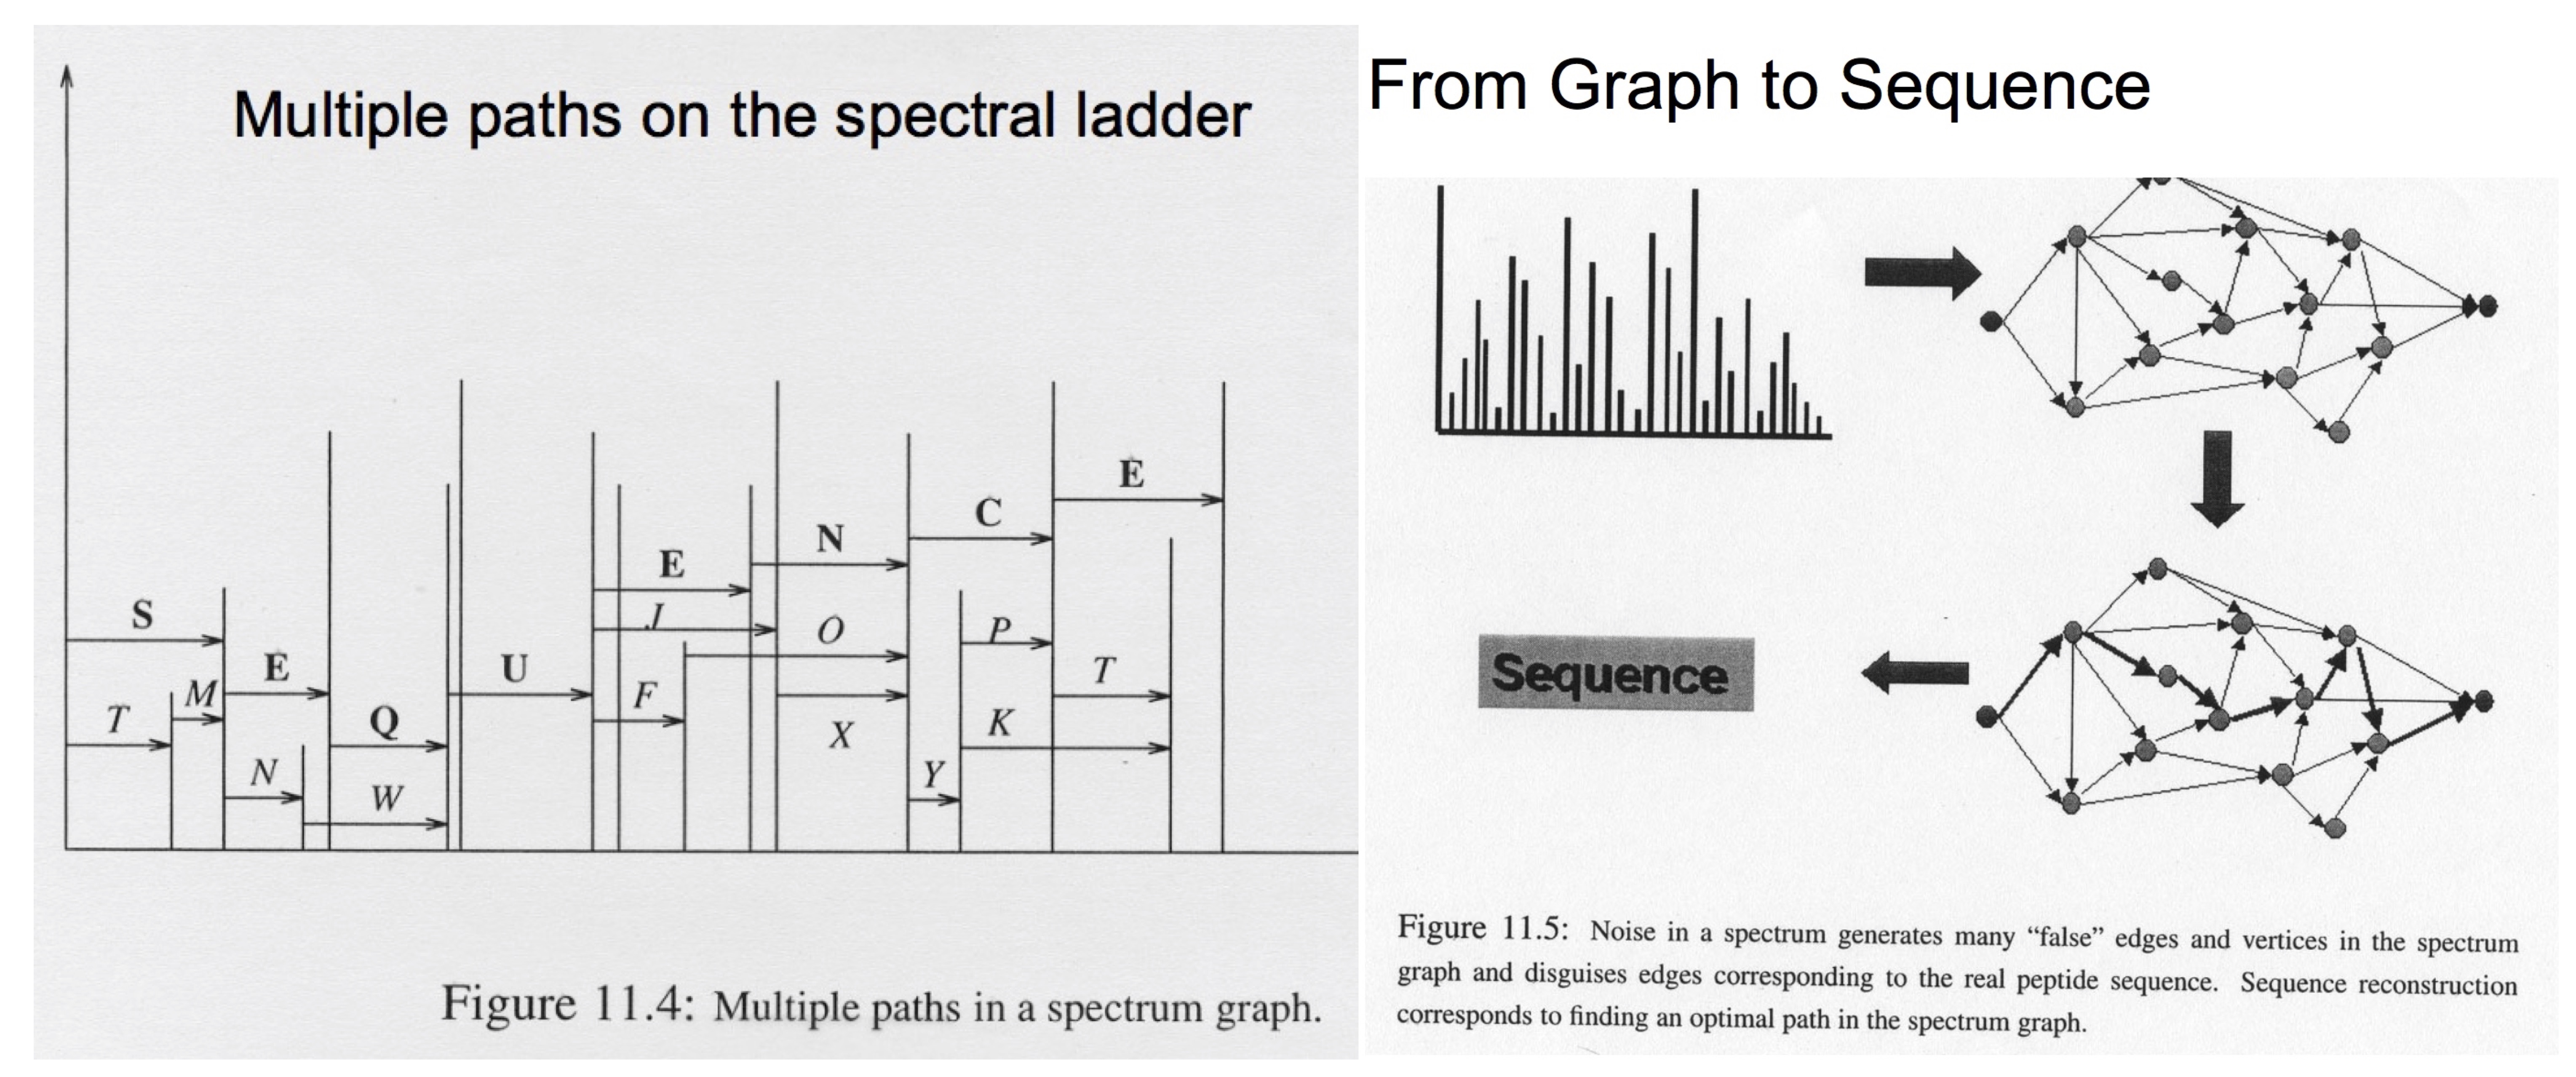 Multiple paths on the spectral ladder
E
C
N
E
S
J
O
M
E
U
P
T
Q
F
T
K
N
W
X
Y
Figure 11.4: Multiple paths in a spectrum graph.
From Graph to Sequence
Sequence
Figure 11.5: Noise in a spectrum generates many “false” edges and vertices in the spectrum
graph and disguises edges corresponding to the real peptide sequence. Sequence reconstruction
corresponds to finding an optimal path in the spectrum graph.